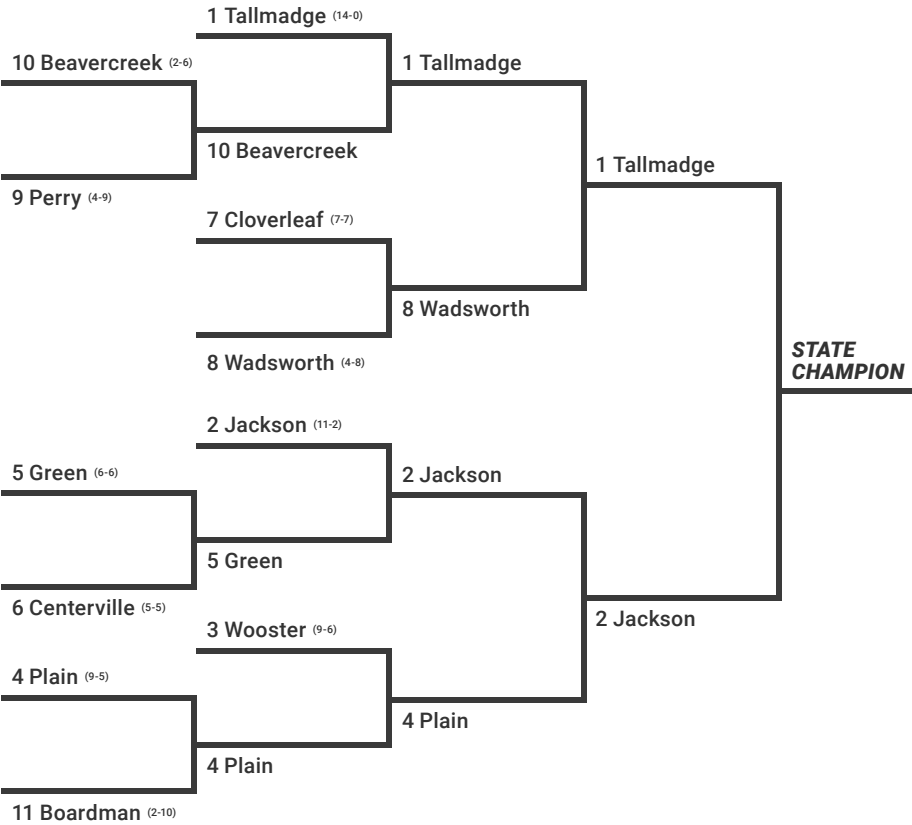 1 Tallmadge (14-0)
10 Beavercreek (2-6)
1 Tallmadge
10 Beavercreek
1 Tallmadge
9 Perry (4-9)
7 Cloverleaf (7-7)
8 Wadsworth
STATE
CHAMPION
8 Wadsworth (4-8)
2 Jackson (11-2)
5 Green (6-6)
2 Jackson
5 Green
6 Centerville (5-5)
2 Jackson
3 Wooster (9-6)
4 Plain (9-5)
4 Plain
4 Plain
11 Boardman (2-10)